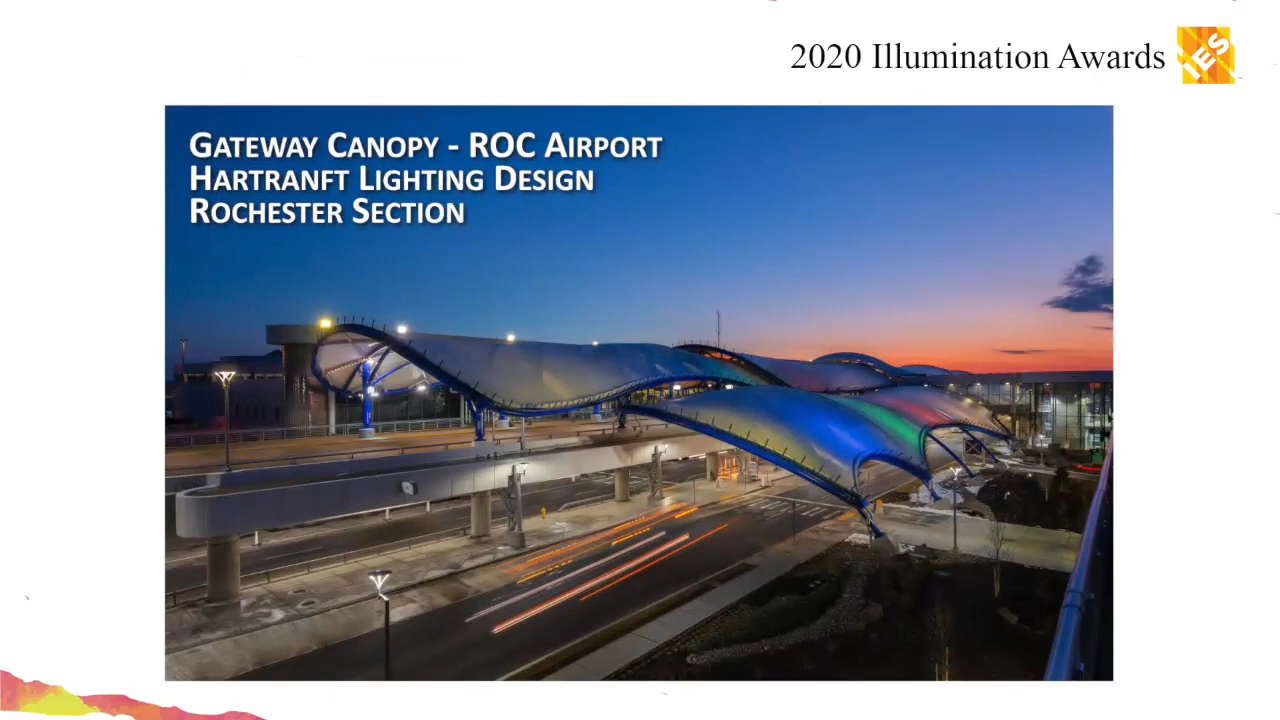 2020 Illumination Awards
IES
GATEWAY CANOPY - ROC AIRPORT
HARTRANFT LIGHTING DESIGN
ROCHESTER SECTION